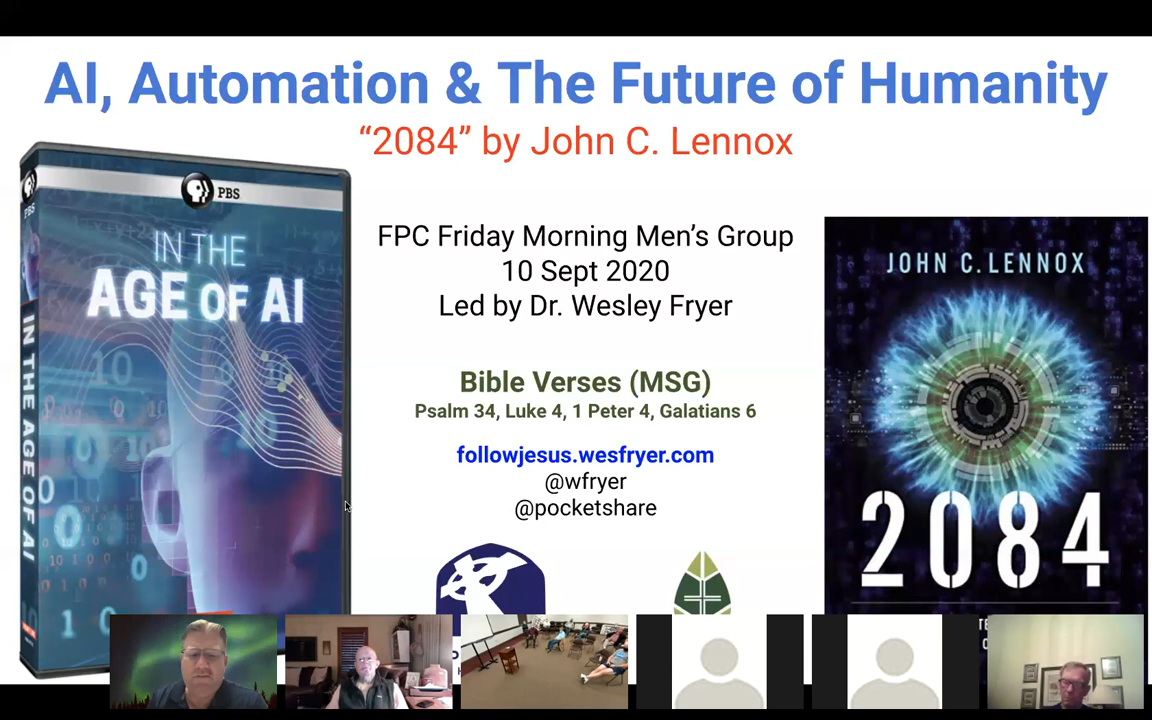 AI, Automation & The Future of Humanity
“2084” by John C. Lennox
PBS
PBS
IN THE
AGE OF AI
IN THE AGE OF AI
FPC Friday Morning Men’s Group
10 Sept 2020
Led by Dr. Wesley Fryer
Bible Verses (MSG)
Psalm 34, Luke 4, 1 Peter 4, Galatians 6
followjesus.wesfryer.com
@wfryer
@pocketshare
JOHN C. LENNOX
2084